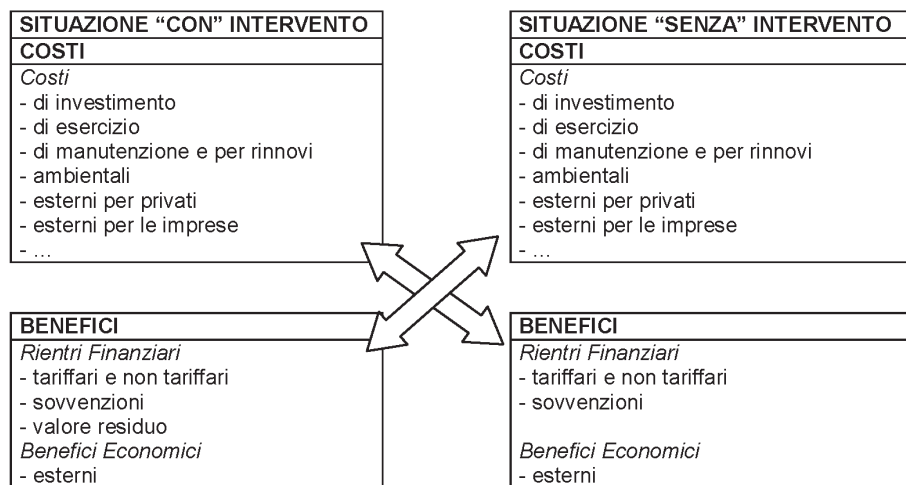 SITUAZIONE “CON” INTERVENTO
COSTI
Costi
- di investimento
- di esercizio
- di manutenzione e per rinnovi
- ambientali
- esterni per privati
- esterni per le imprese
- ...
SITUAZIONE “SENZA” INTERVENTO
COSTI
Costi
- di investimento
- di esercizio
- di manutenzione e per rinnovi
- ambientali
- esterni per privati
- esterni per le imprese
- ...
BENEFICI
Rientri Finanziari
- tariffari e non tariffari
- sovvenzioni
- valore residuo
Benefici Economici
- esterni
BENEFICI
Rientri Finanziari
- tariffari e non tariffari
- sovvenzioni
Benefici Economici
- esterni